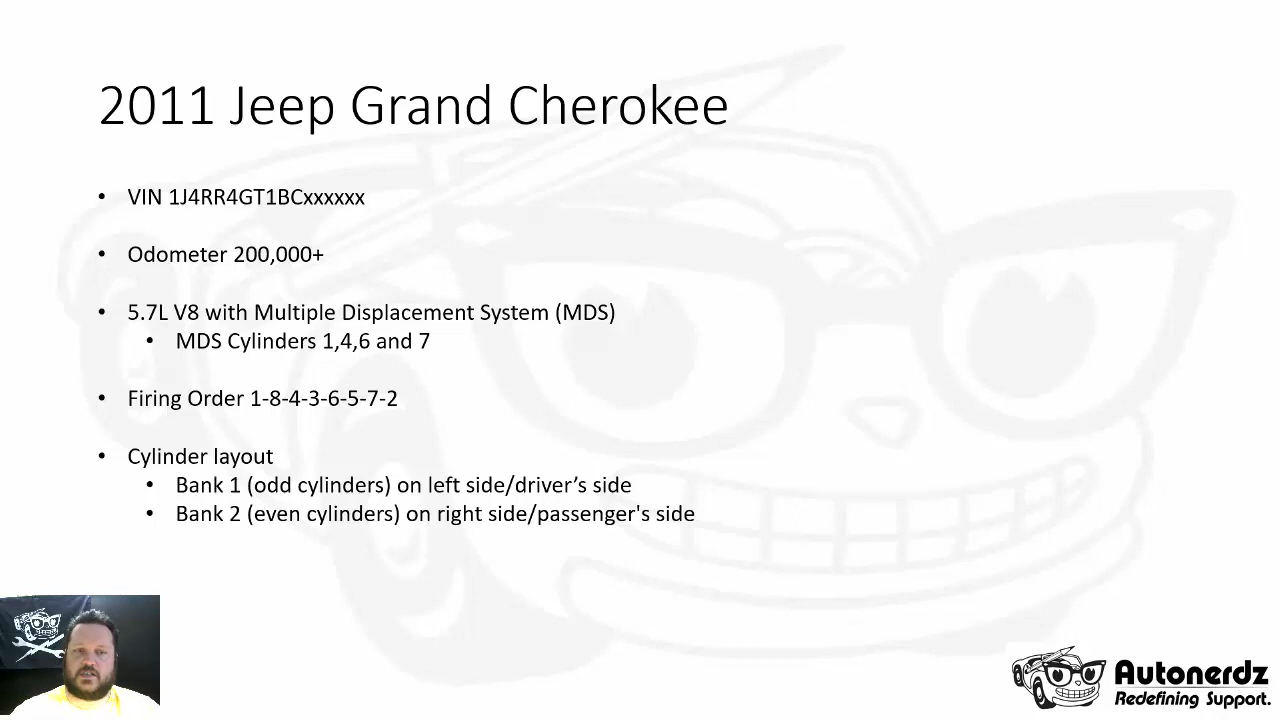 2011 Jeep Grand Cherokee
• VIN 1J4RR4GT1BCxxxxxx
• Odometer 200,000+
• 5.7L V8 with Multiple Displacement System (MDS)
• MDS Cylinders 1,4,6 and 7
• Firing Order 1-8-4-3-6-5-7-2
• Cylinder layout
• Bank 1 (odd cylinders) on left side/driver’s side
• Bank 2 (even cylinders) on right side/passenger's side
Autonerdz
Redefining Support.